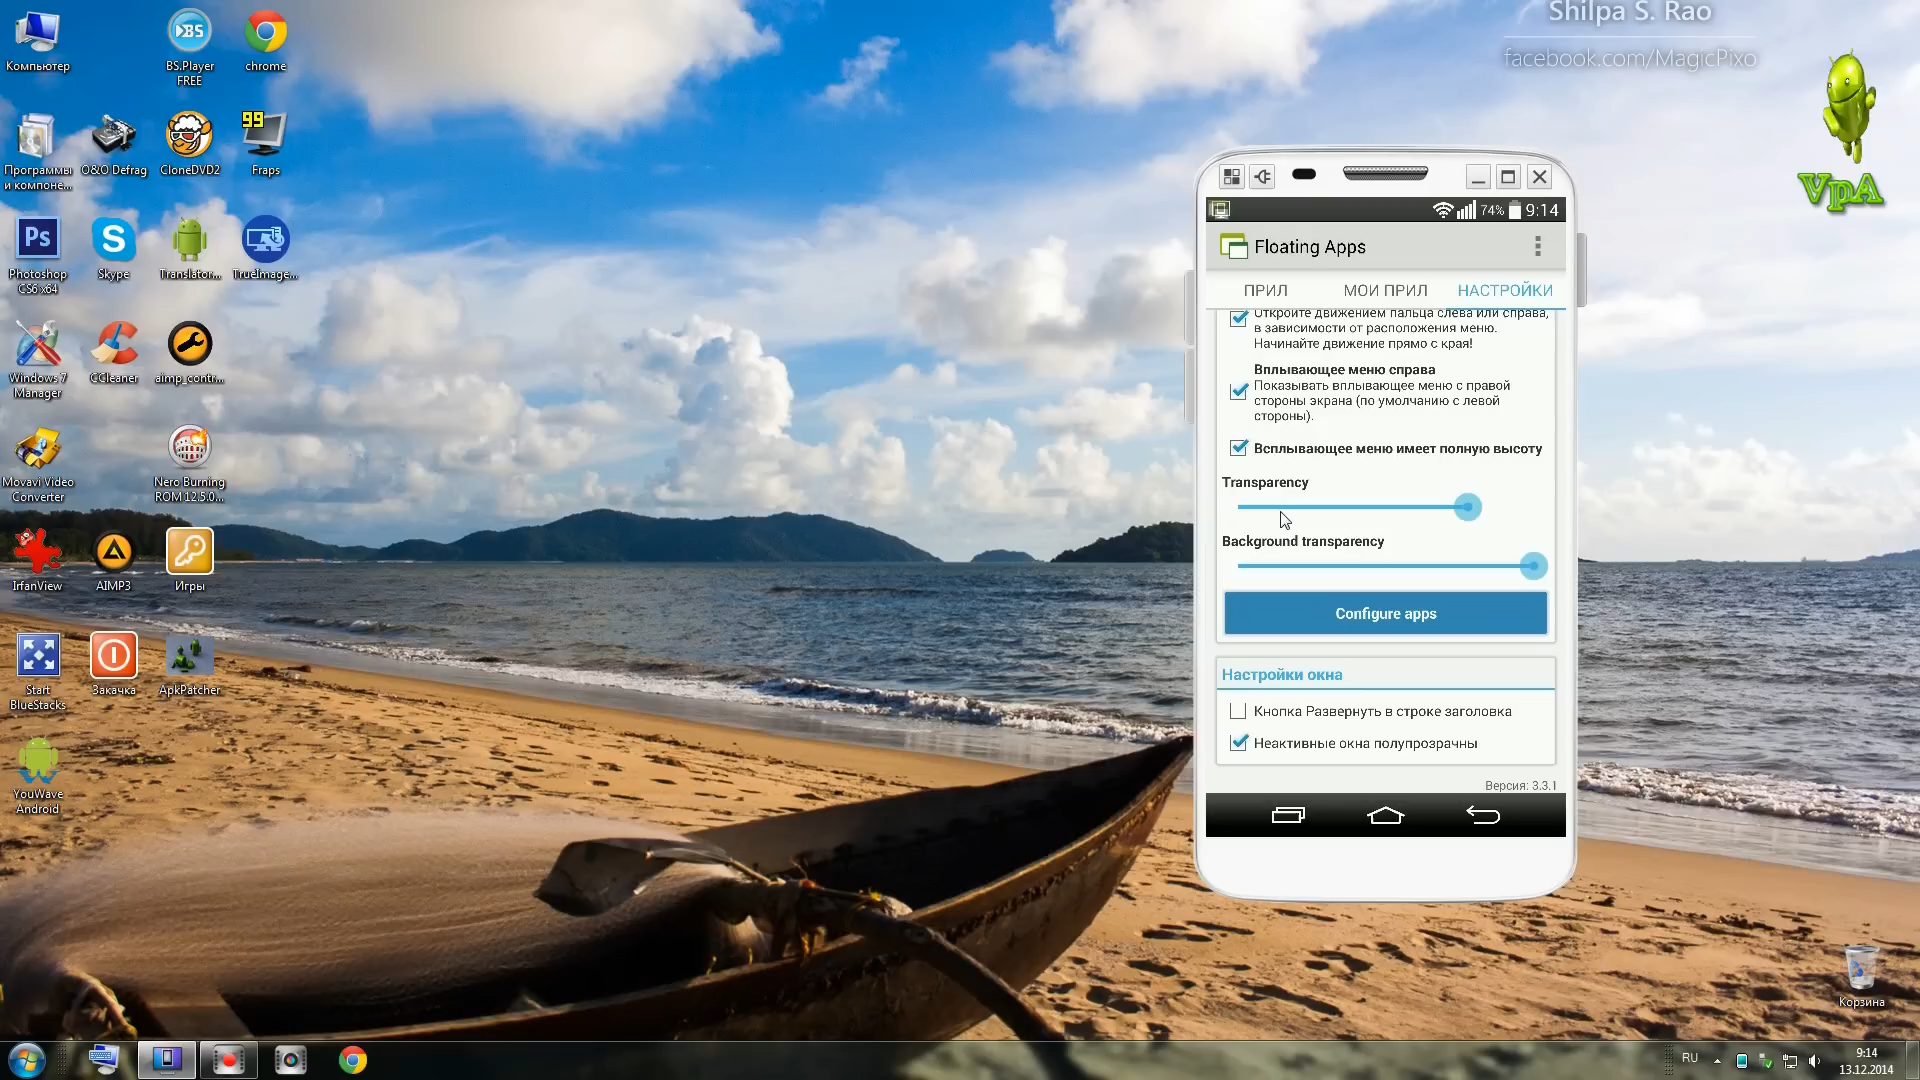 Shilpa S. Rao
facebook.com/MagicPixo
VpA
Компьютер
BS.Player
FREE
chrome
Программы
и компоне...
O&O Defrag
CloneDVD2
99
Fraps
Ps
Photoshop
CS6 x64
Skype
Translator...
TrueImage...
Windows 7
Manager
CCleaner
aimp_contr...
Movavi Video
Converter
Nero Burning
ROM 12.5.0...
IrfanView
AIMP3
Игры
Start
BlueStacks
Закачка
ApkPatcher
YouWave
Android
74% 9:14
Floating Apps
ПРИЛ МОИ ПРИЛ НАСТРОЙКИ
Откройте движением пальца слева или справа,
в зависимости от расположения меню.
Начинайте движение прямо с края!
Вплывающее меню справа
Показывать вплывающее меню с правой
стороны экрана (по умолчанию с левой
стороны).
Всплывающее меню имеет полную высоту
Transparency
Background transparency
Configure apps
Настройки окна
Кнопка Развернуть в строке заголовка
Неактивные окна полупрозрачны
Версия: 3.3.1
Корзина
RU
9:14
13.12.2014